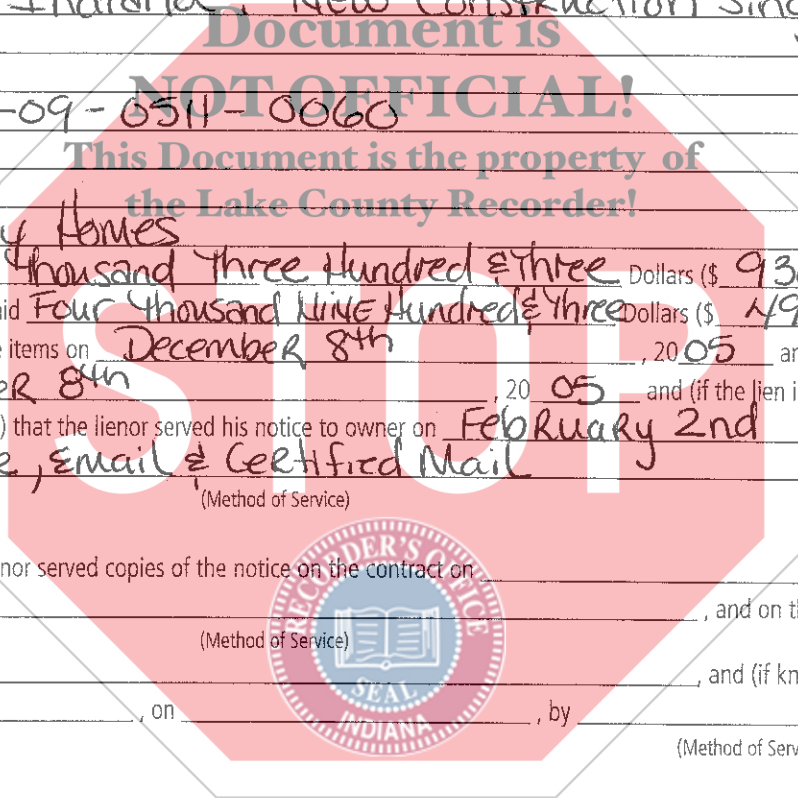 Indiana, New Construction Sing
Document is
NOT OFFICIAL!
-09-0511-0060
This Document is the property of
the Lake County Recorder!
y Homes
Thousand Three Hundred & Three Dollars ($ 93
id Four Thousand NiNE Hundred & Three Dollars ($ 49
items on DecembeR 8th , 20 05 an
eR 8th , 20 05 and (if the lien i
) that the lienor served his notice to owner on FebRuaRy 2nd
e, Email & CeRtified Mail
(Method of Service)
STOP
nor served copies of the notice on the contract on
, and on th
(Method of Service)
, and (if kn
, on , by
(Method of Serv
RECORDER'S OFFICE
SEAL
INDIANA